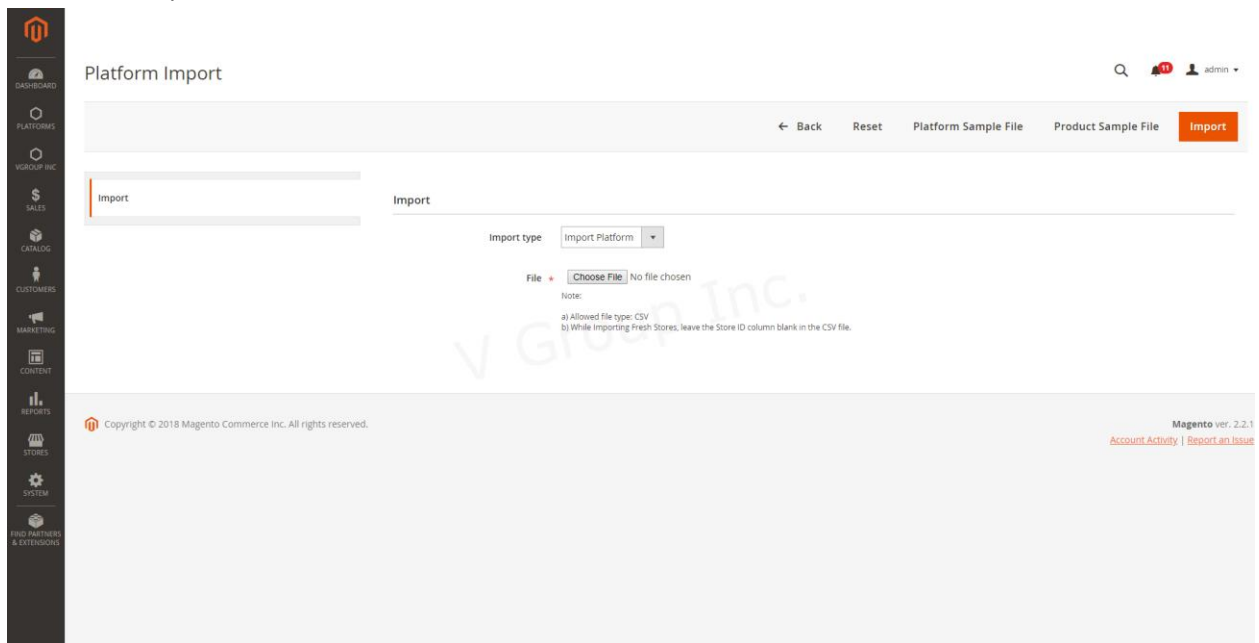 Platform Import
11
admin
← Back Reset Platform Sample File Product Sample File Import
DASHBOARD
PLATFORMS
VGROUP INC
SALES
CATALOG
CUSTOMERS
MARKETING
CONTENT
REPORTS
STORES
SYSTEM
FIND PARTNERS
& EXTENSIONS
Import
Import
Import type Import Platform
File * Choose File No file chosen
Note:
a) Allowed file type: CSV
b) While Importing Fresh Stores, leave the Store ID column blank in the CSV file.
V Group Inc.
Copyright © 2018 Magento Commerce Inc. All rights reserved.
Magento ver. 2.2.1
Account Activity | Report an Issue